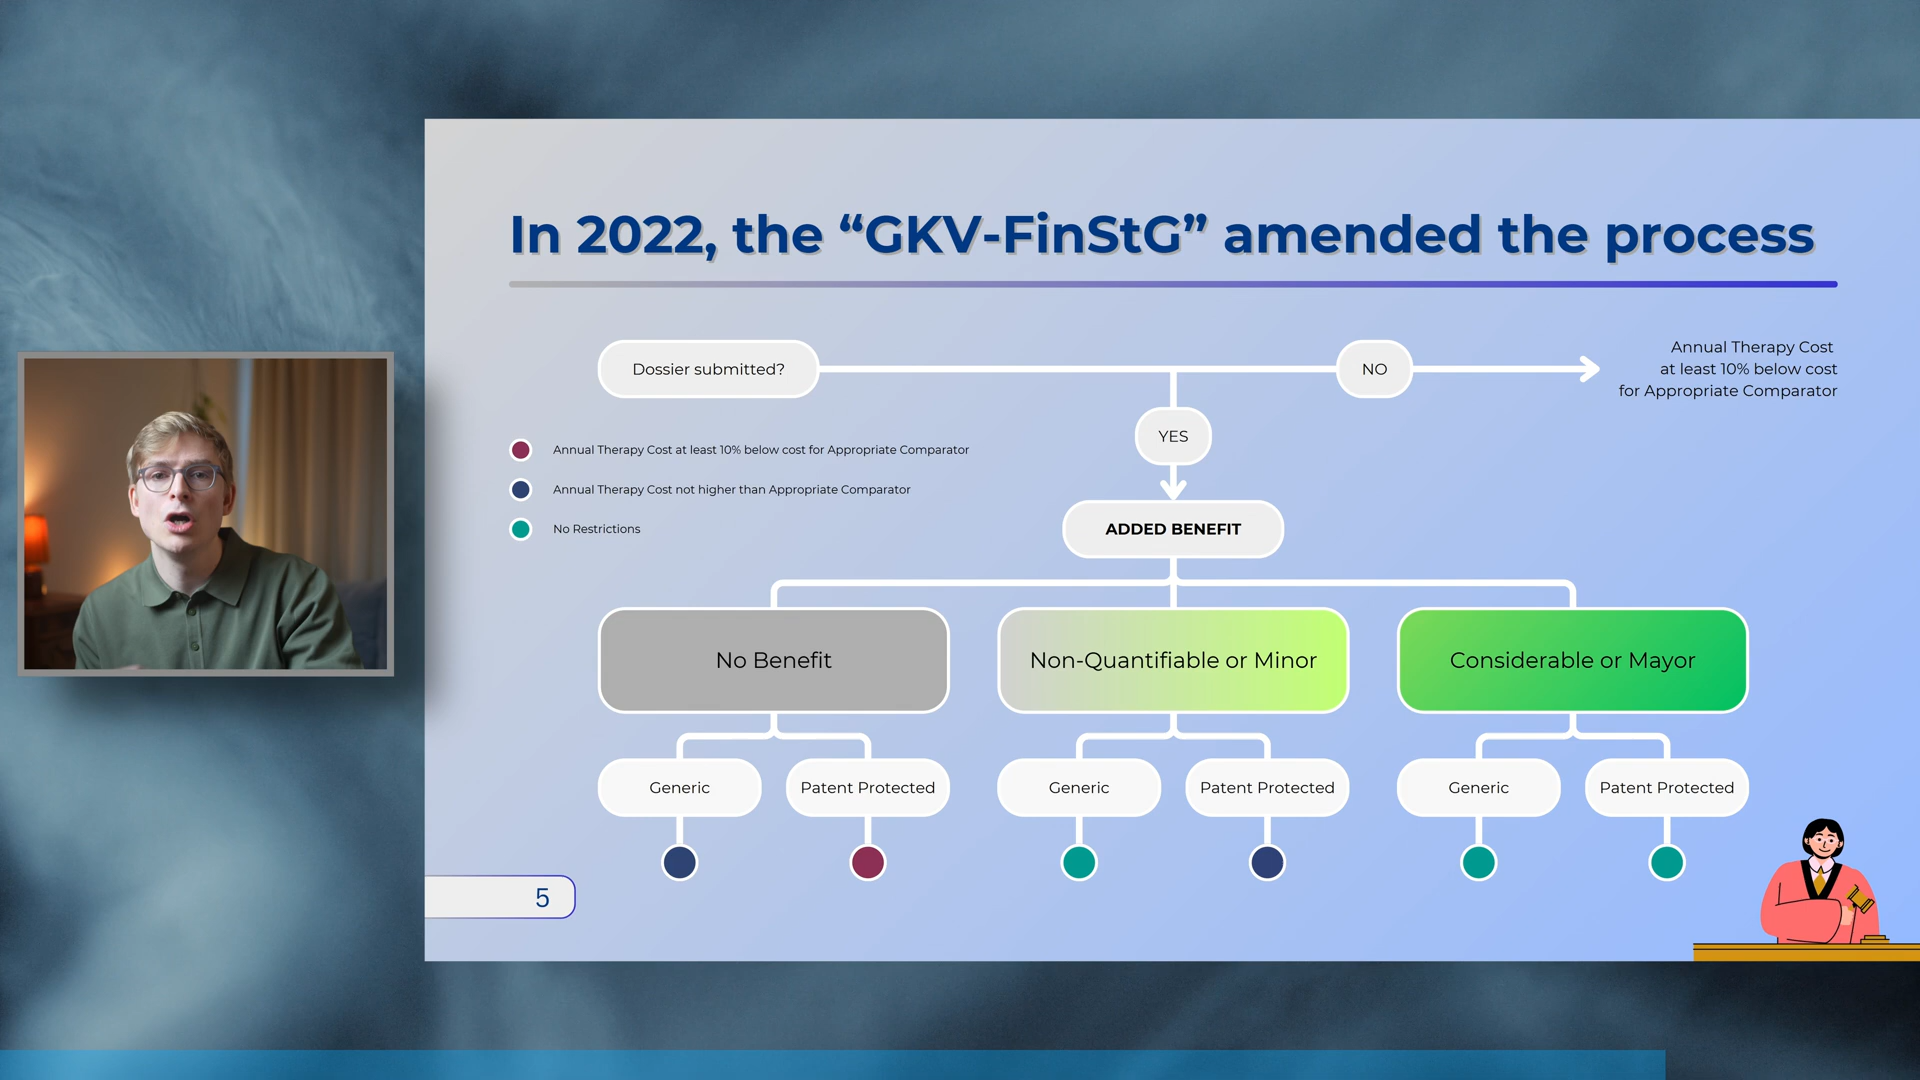 In 2022, the “GKV-FinStG” amended the process
Dossier submitted?
NO
Annual Therapy Cost
at least 10% below cost
for Appropriate Comparator
YES
Annual Therapy Cost at least 10% below cost for Appropriate Comparator
Annual Therapy Cost not higher than Appropriate Comparator
No Restrictions
ADDED BENEFIT
No Benefit
Non-Quantifiable or Minor
Considerable or Mayor
Generic
Patent Protected
Generic
Patent Protected
Generic
Patent Protected
5